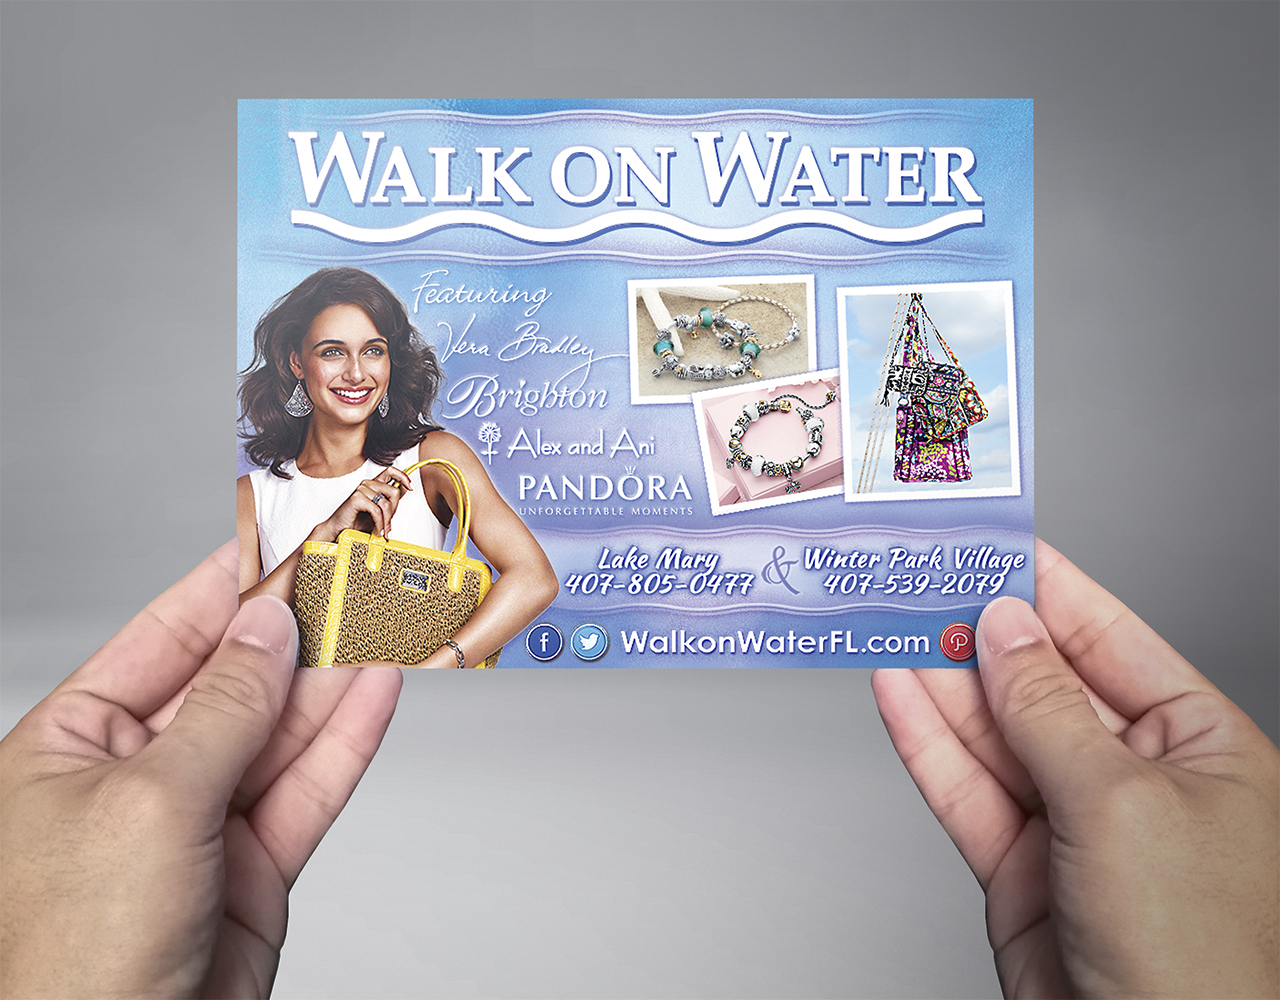 WALK ON WATER
Featuring
Vera Bradley
Brighton
Alex and Ani
PANDORA
UNFORGETTABLE MOMENTS
Lake Mary & Winter Park Village
407-805-0477 407-539-2079
WalkonWaterFL.com